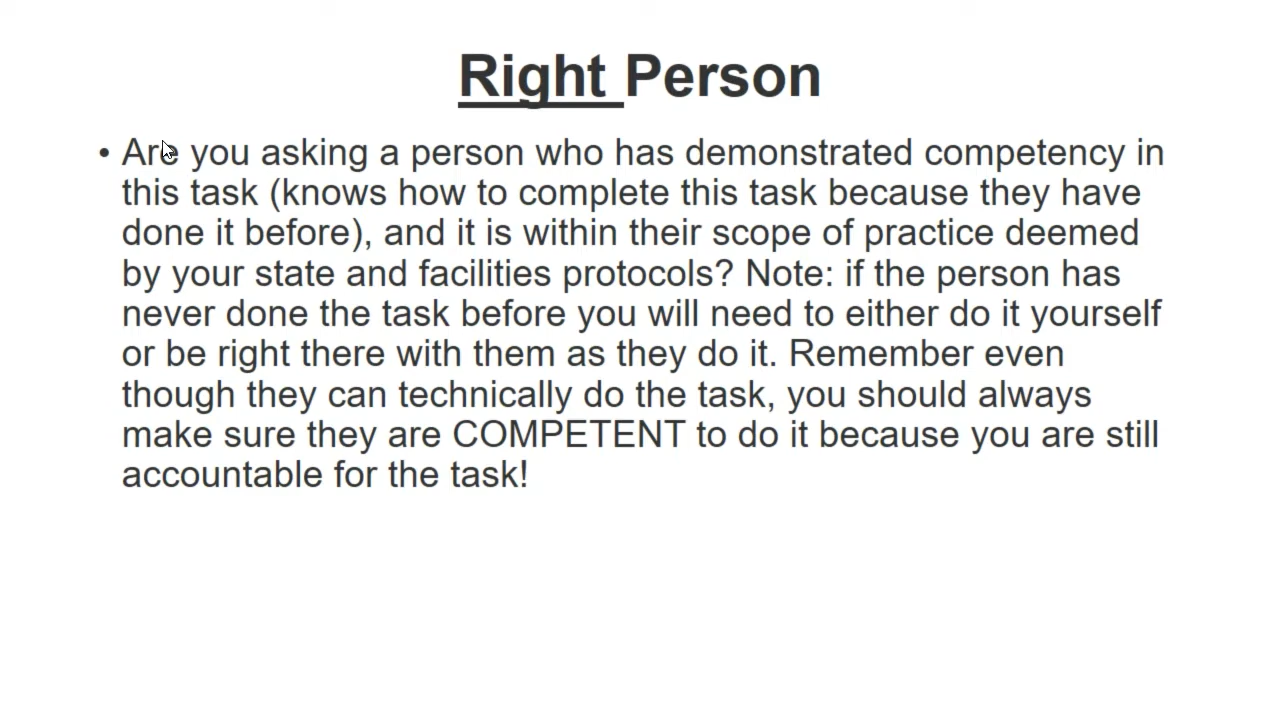 Right Person
• Are you asking a person who has demonstrated competency in
this task (knows how to complete this task because they have
done it before), and it is within their scope of practice deemed
by your state and facilities protocols? Note: if the person has
never done the task before you will need to either do it yourself
or be right there with them as they do it. Remember even
though they can technically do the task, you should always
make sure they are COMPETENT to do it because you are still
accountable for the task!